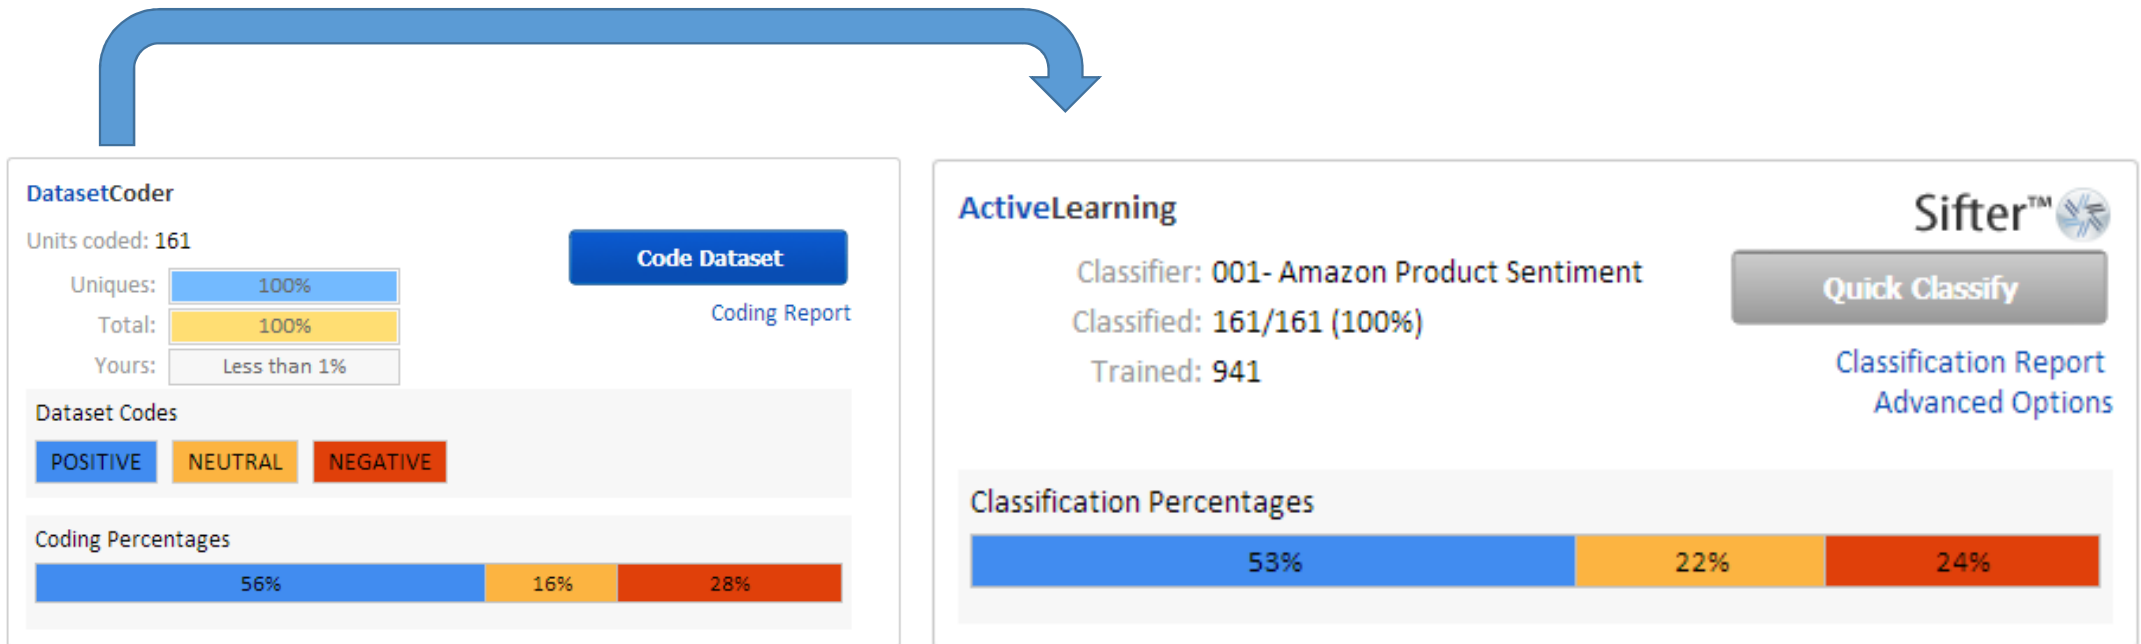 DatasetCoder
Units coded: 161
Code Dataset
Uniques: 100%
Coding Report
Total: 100%
Yours: Less than 1%
Dataset Codes
POSITIVE NEUTRAL NEGATIVE
Coding Percentages
56% 16% 28%
ActiveLearning
Sifter™
Classifier: 001- Amazon Product Sentiment
Quick Classify
Classified: 161/161 (100%)
Trained: 941
Classification Report
Advanced Options
Classification Percentages
53% 22% 24%